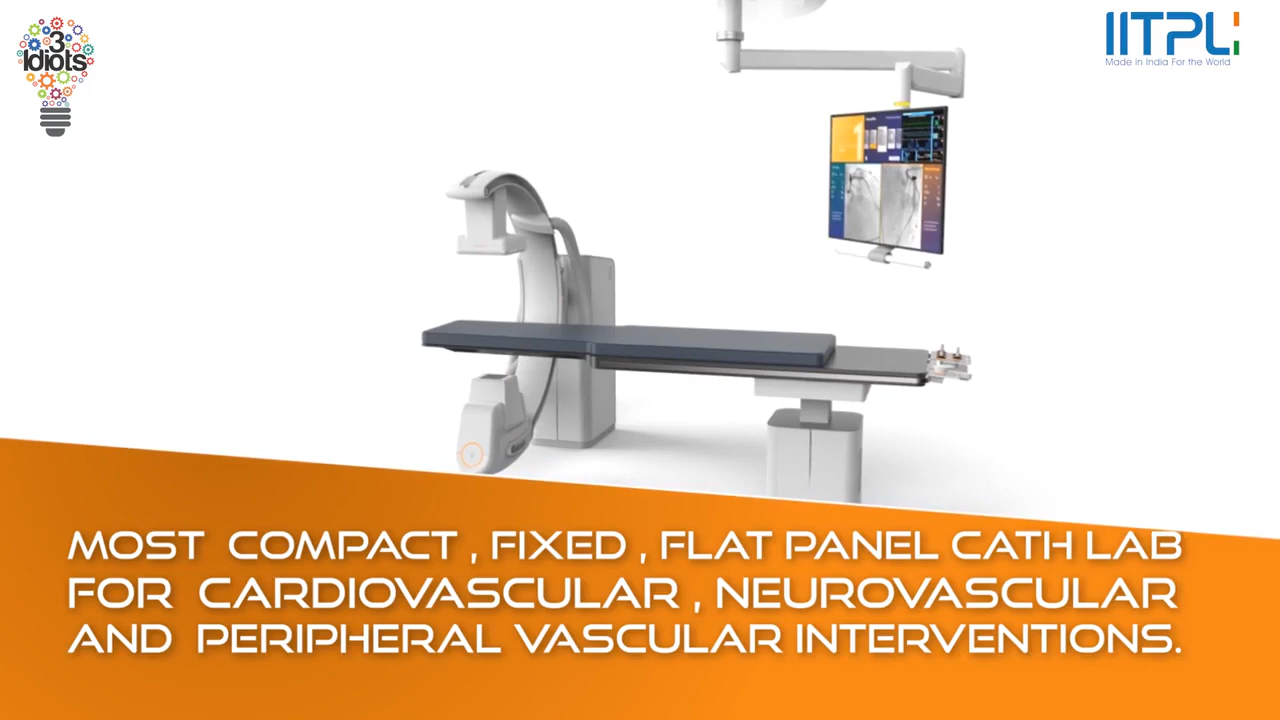 3
Idiots
IITPL
Made in India For the World
MOST COMPACT , FIXED , FLAT PANEL CATH LAB
FOR CARDIOVASCULAR , NEUROVASCULAR
AND PERIPHERAL VASCULAR INTERVENTIONS.